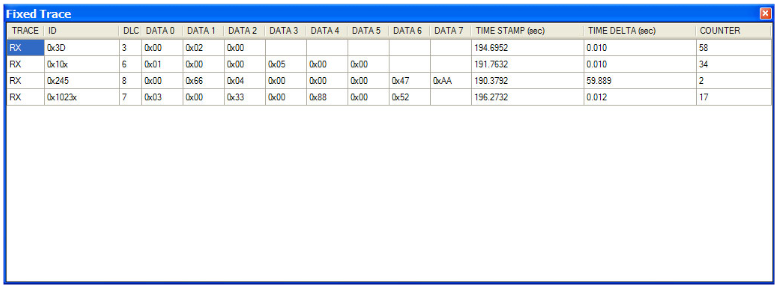 Fixed Trace
TRACE ID DLC DATA 0 DATA 1 DATA 2 DATA 3 DATA 4 DATA 5 DATA 6 DATA 7 TIME STAMP (sec) TIME DELTA (sec) COUNTER
RX 0x3D 3 0x00 0x02 0x00 194.6952 0.010 58
RX 0x10x 6 0x01 0x00 0x00 0x05 0x00 0x00 191.7632 0.010 34
RX 0x245 8 0x00 0x66 0x04 0x00 0x00 0x00 0x47 0xAA 190.3792 59.889 2
RX 0x1023x 7 0x03 0x00 0x33 0x00 0x88 0x00 0x52 196.2732 0.012 17